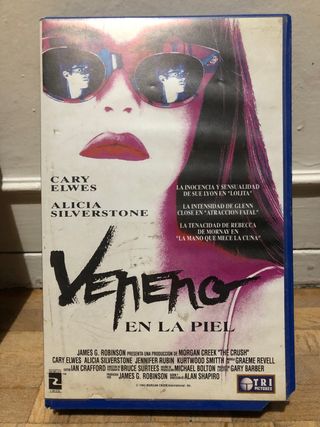 CARY
ELWES
ALICIA
SILVERSTONE
LA INOCENCIA Y SENSUALIDAD
DE SUE LYON EN "LOLITA"
LA INTENSIDAD DE GLENN
CLOSE EN "ATRACCION FATAL"
LA TENACIDAD DE REBECCA
DE MORNAY EN
"LA MANO QUE MECE LA CUNA"
Veneno
EN LA PIEL
JAMES G. ROBINSON PRESENTA UNA PRODUCCIÓN DE MORGAN CREEK "THE CRUSH"
CARY ELWES ALICIA SILVERSTONE JENNIFER RUBIN KURTWOOD SMITH GRAEME REVELL
IAN CRAFFORD BRUCE SURTEES MICHAEL BOLTON GARY BARBER
JAMES G. ROBINSON ALAN SHAPIRO
TRI
PICTURES